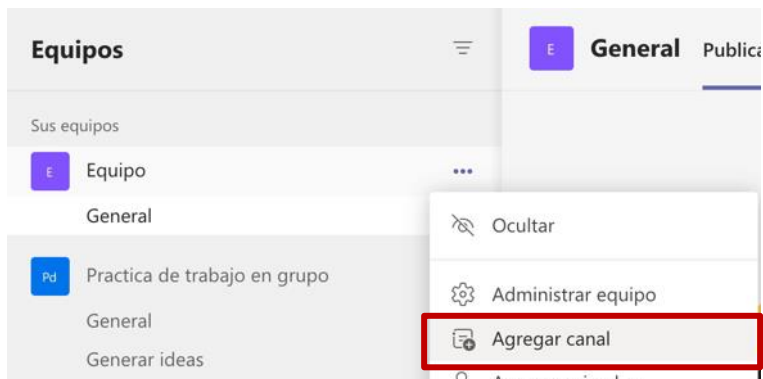 Equipos
E General Publica
Sus equipos
E Equipo
General
Ocultar
Pd Practica de trabajo en grupo
Administrar equipo
General
Agregar canal
Generar ideas